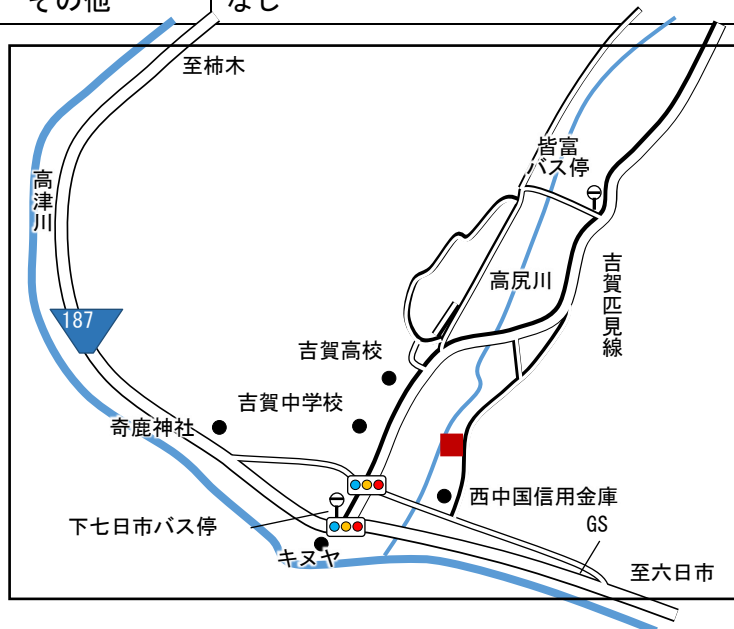 その他
なし
至柿木
皆富
バス停
高津川
高尻川
吉賀匹見線
187
吉賀高校
吉賀中学校
奇鹿神社
西中国信用金庫
GS
下七日市バス停
キヌヤ
至六日市